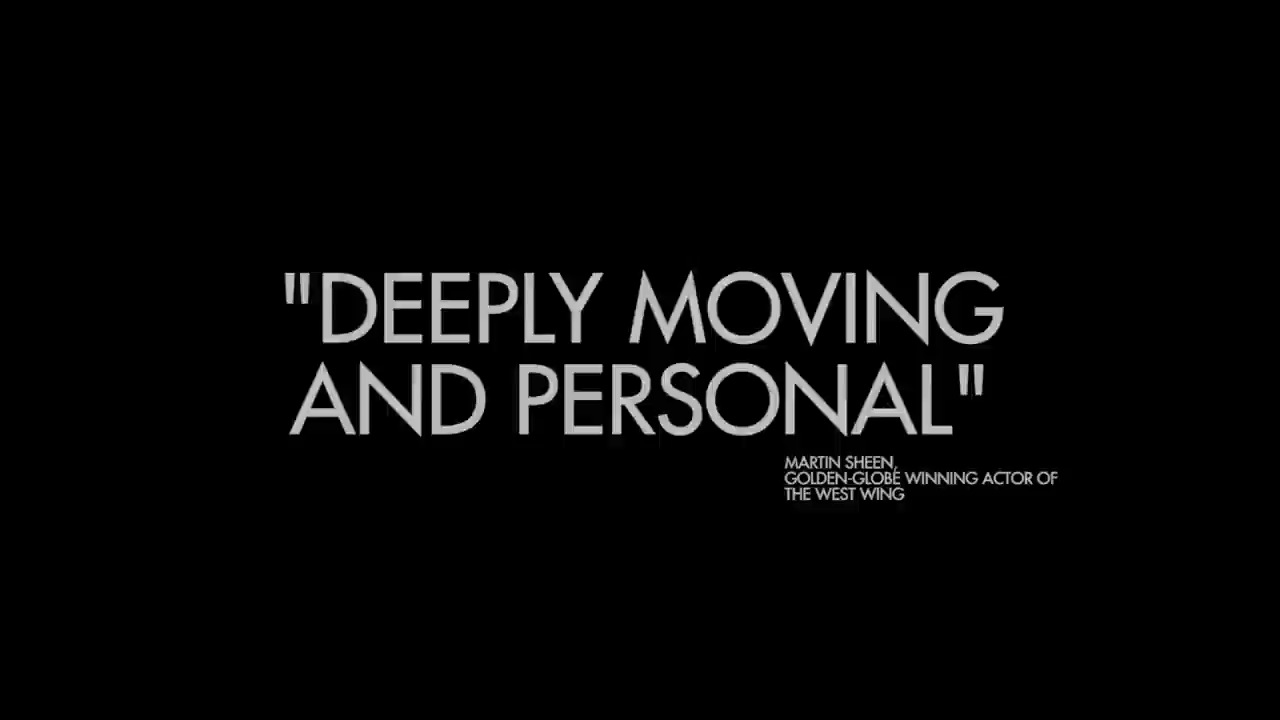 "DEEPLY MOVING
AND PERSONAL"
MARTIN SHEEN,
GOLDEN-GLOBE WINNING ACTOR OF
THE WEST WING